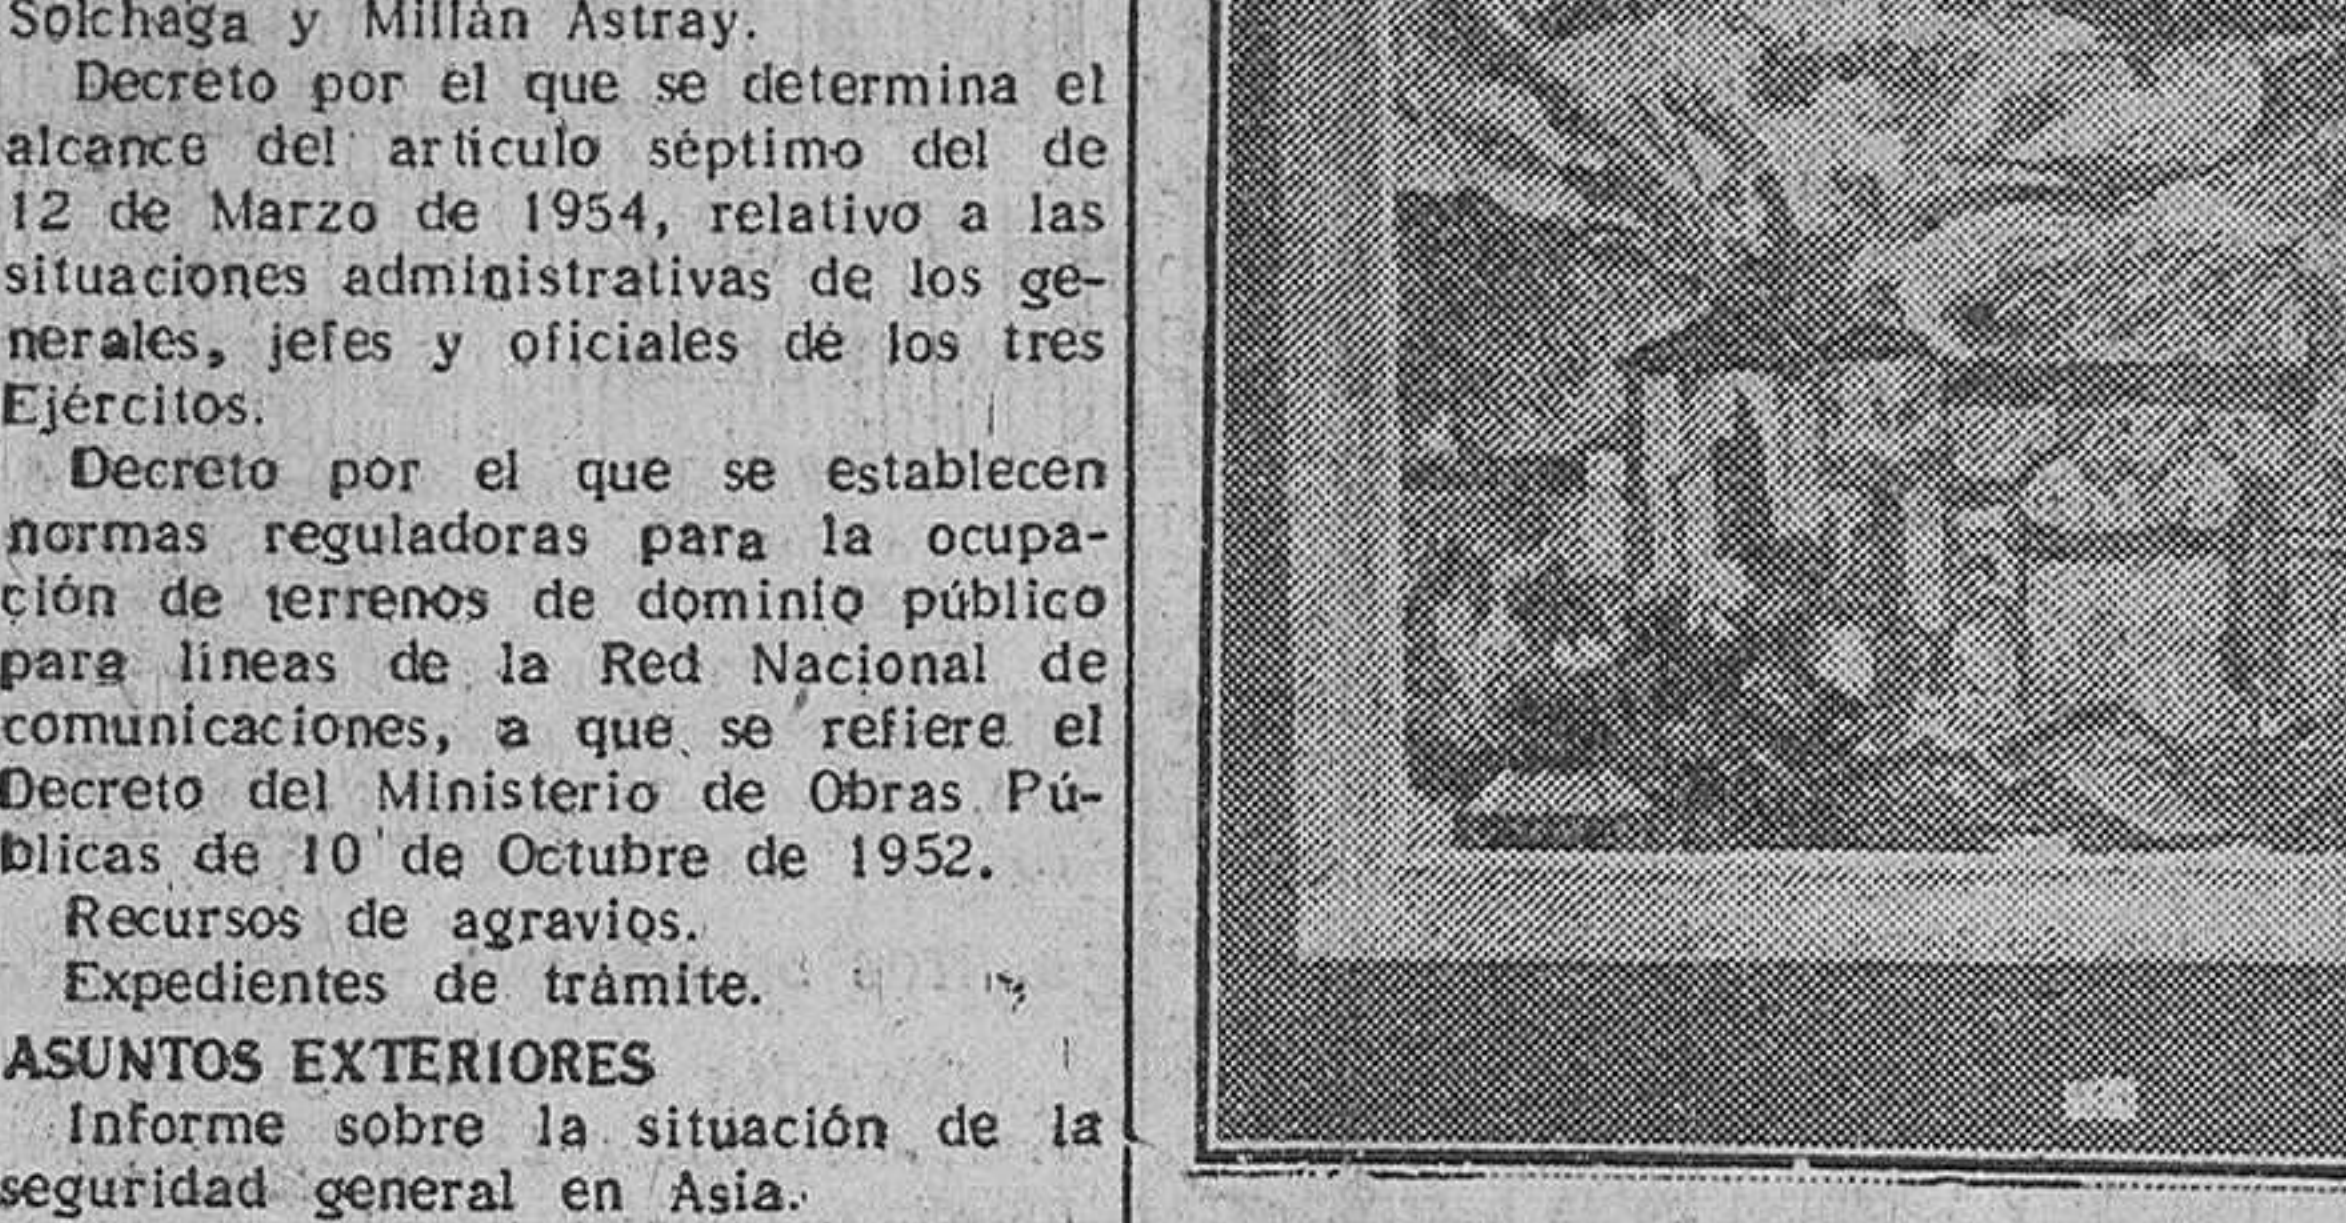 Solchaga y Millán Astray.
Decreto por el que se determina el
alcance del artículo séptimo del de
12 de Marzo de 1954, relativo a las
situaciones administrativas de los ge-
nerales, jefes y oficiales de los tres
Ejércitos.
Decreto por el que se establecen
normas reguladoras para la ocupa-
ción de terrenos de dominio público
para líneas de la Red Nacional de
comunicaciones, a que se refiere el
Decreto del Ministerio de Obras Pú-
blicas de 10 de Octubre de 1952.
Recursos de agravios.
Expedientes de trámite.
ASUNTOS EXTERIORES
Informe sobre la situación de la
seguridad general en Asia.